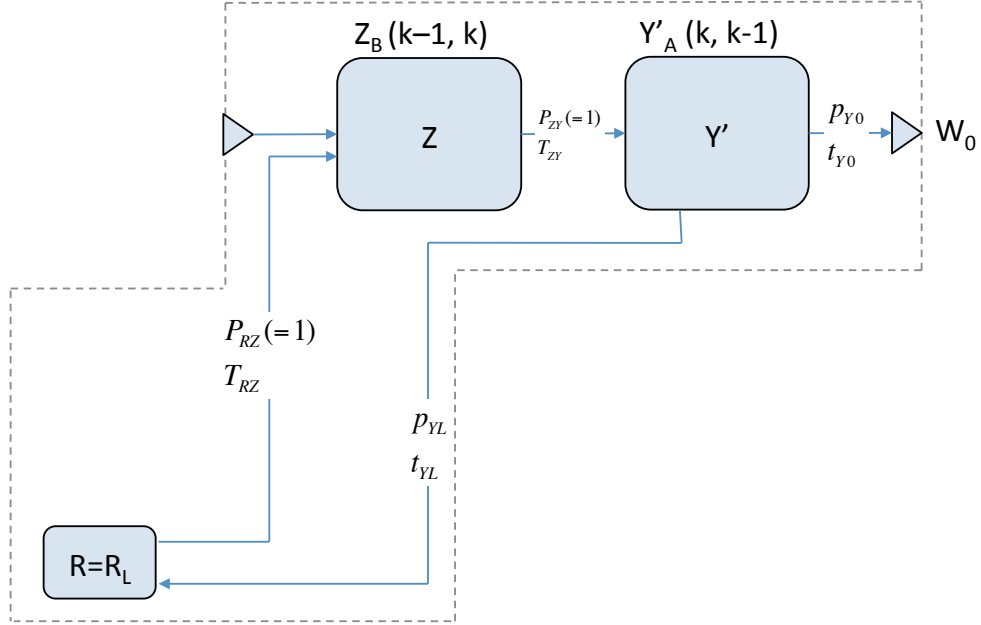 Z_B (k–1, k)
Y'_A (k, k-1)
Z
P_ZY (=1)
T_ZY
Y'
p_Y0
t_Y0
W_0
P_RZ (=1)
T_RZ
p_YL
t_YL
R=R_L